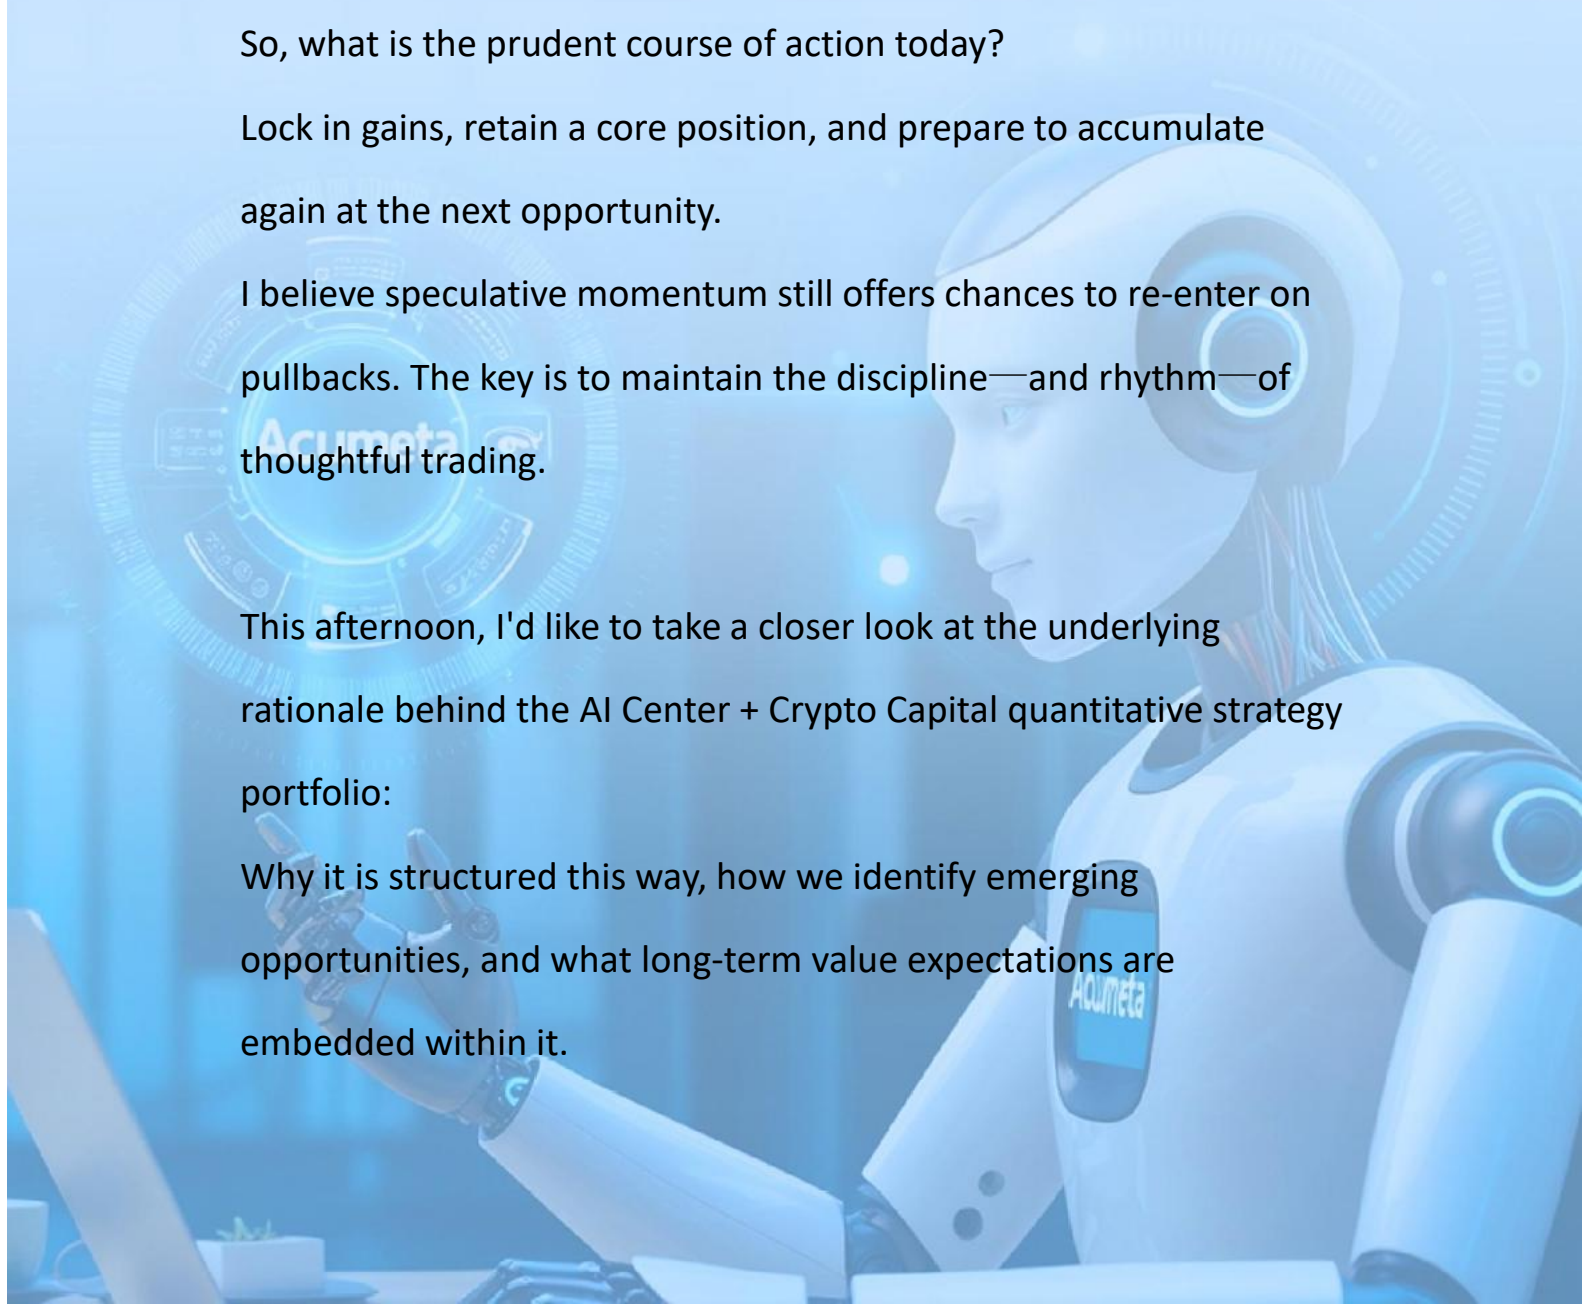 So, what is the prudent course of action today?
Lock in gains, retain a core position, and prepare to accumulate
again at the next opportunity.
I believe speculative momentum still offers chances to re-enter on
pullbacks. The key is to maintain the discipline—and rhythm—of
Acumeta
thoughtful trading.
This afternoon, I'd like to take a closer look at the underlying
rationale behind the AI Center + Crypto Capital quantitative strategy
portfolio:
Why it is structured this way, how we identify emerging
opportunities, and what long-term value expectations are
Acumeta
embedded within it.